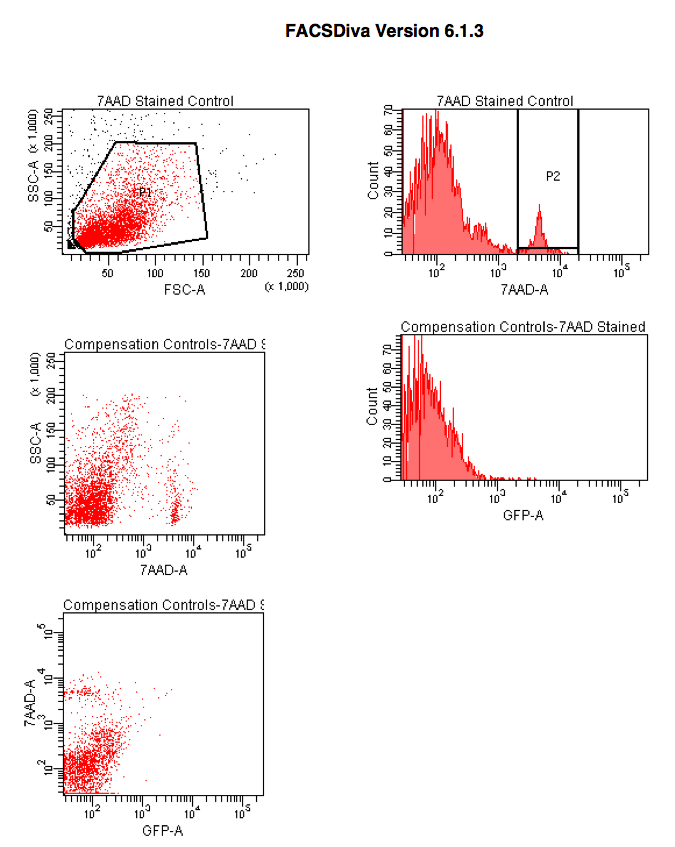 FACSDiva Version 6.1.3
7AAD Stained Control
SSC-A (x 1,000)
50 100 150 200 250
P1
50 100 150 200 250
FSC-A (x 1,000)
7AAD Stained Control
Count
0 10 20 30 40 50 60 70
P2
10² 10³ 10⁴ 10⁵
7AAD-A
Compensation Controls-7AAD S
SSC-A (x 1,000)
50 100 150 200 250
10² 10³ 10⁴ 10⁵
7AAD-A
Compensation Controls-7AAD Stained
Count
0 10 20 30 40 50 60 70
10² 10³ 10⁴ 10⁵
GFP-A
Compensation Controls-7AAD S
7AAD-A
10² 10³ 10⁴ 10⁵
10² 10³ 10⁴ 10⁵
GFP-A